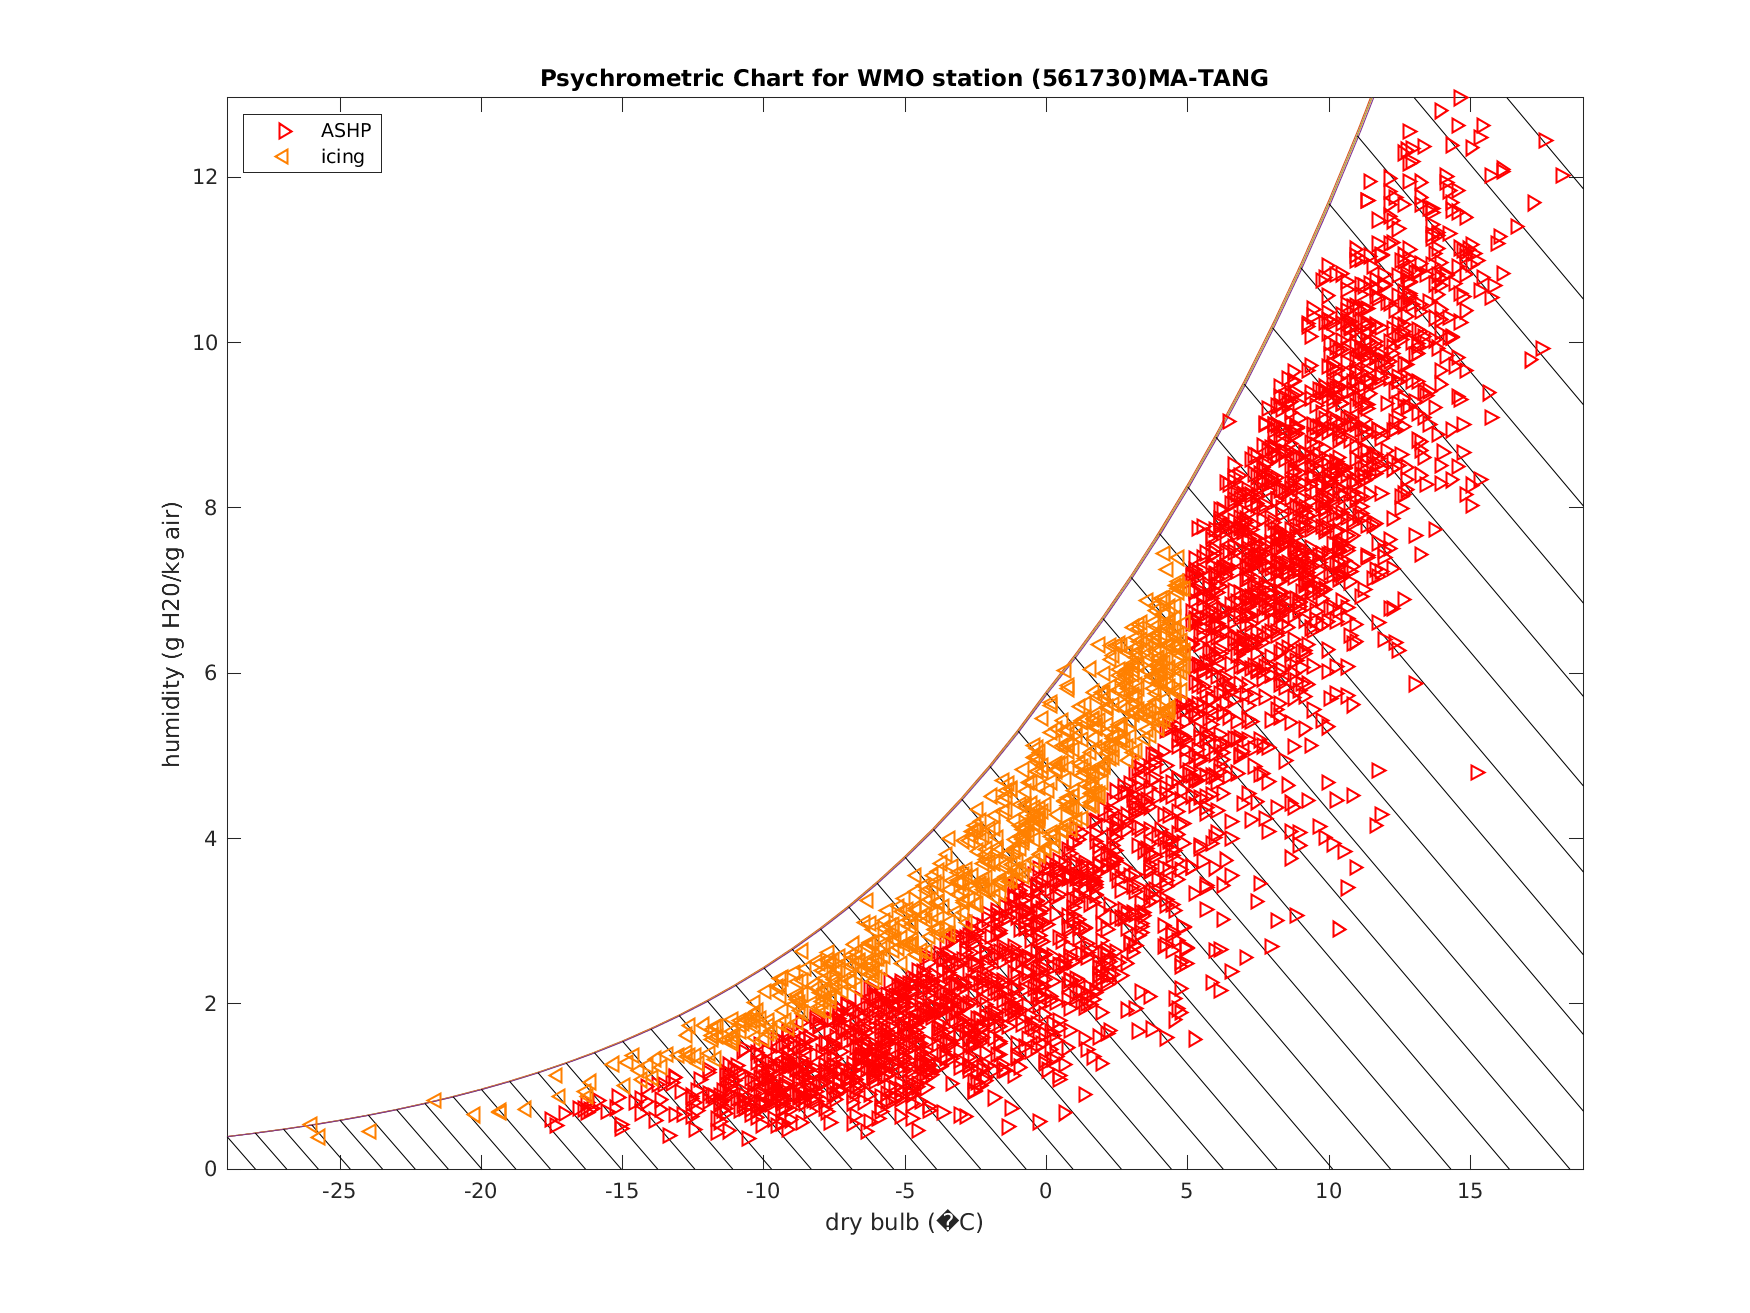 Psychrometric Chart for WMO station (561730)MA-TANG
ASHP
icing
humidity (g H20/kg air)
12
10
8
6
4
2
0
-25 -20 -15 -10 -5 0 5 10 15
dry bulb (�C)